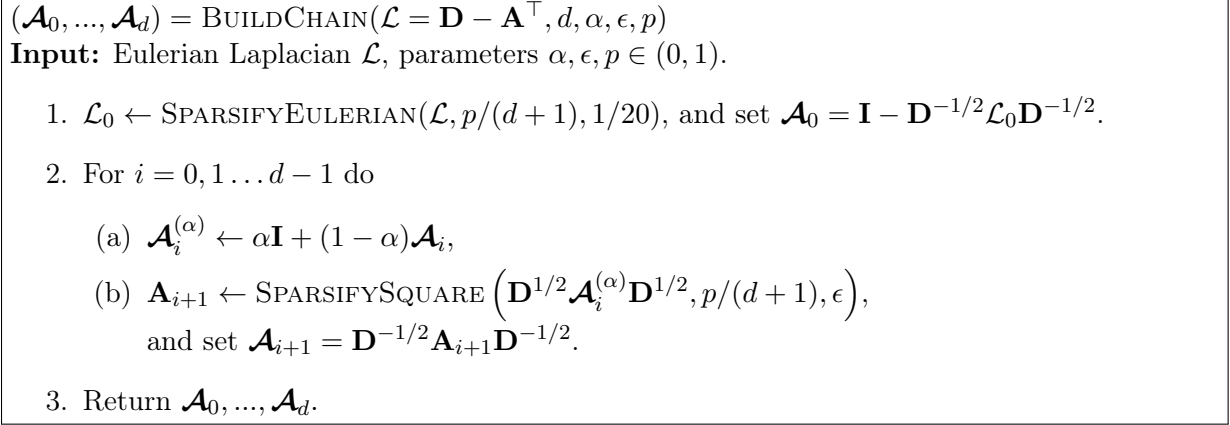 (𝓐₀, ..., 𝓐_d) = BUILDCHAIN(ℒ = 𝐃 − 𝐀^⊤, d, α, ϵ, p)
Input: Eulerian Laplacian ℒ, parameters α, ϵ, p ∈ (0, 1).
1. ℒ₀ ← SPARSIFYEULERIAN(ℒ, p/(d + 1), 1/20), and set 𝓐₀ = 𝐈 − 𝐃^{−1/2}ℒ₀𝐃^{−1/2}.
2. For i = 0, 1 … d − 1 do
(a) 𝓐_i^{(α)} ← α𝐈 + (1 − α)𝓐_i,
(b) 𝐀_{i+1} ← SPARSIFYSQUARE(𝐃^{1/2}𝓐_i^{(α)}𝐃^{1/2}, p/(d + 1), ϵ),
and set 𝓐_{i+1} = 𝐃^{−1/2}𝐀_{i+1}𝐃^{−1/2}.
3. Return 𝓐₀, ..., 𝓐_d.